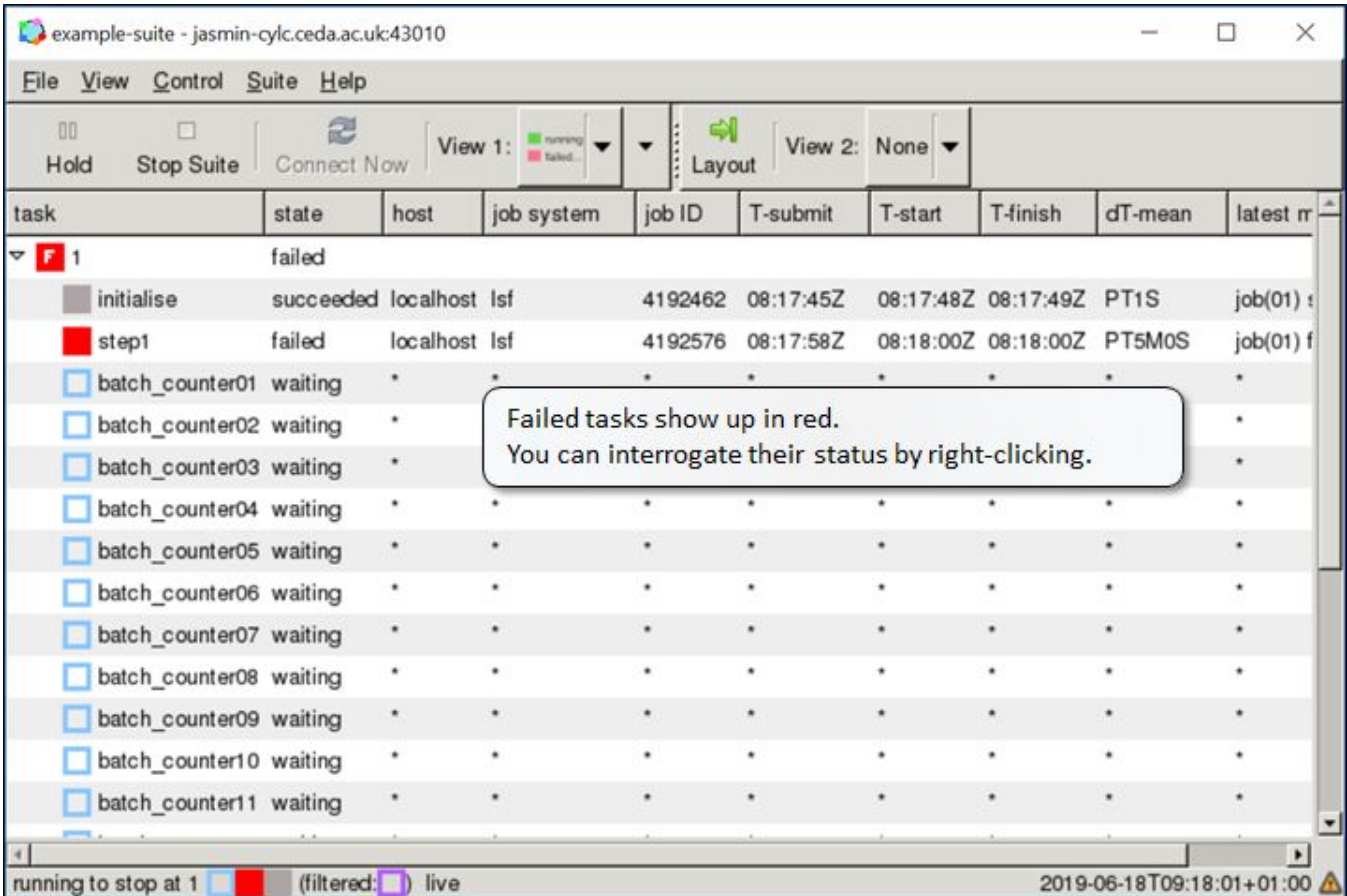 example-suite - jasmin-cylc.ceda.ac.uk:43010
File View Control Suite Help
Hold Stop Suite Connect Now View 1: running failed... Layout View 2: None
task state host job system job ID T-submit T-start T-finish dT-mean latest m
F 1 failed
initialise succeeded localhost lsf 4192462 08:17:45Z 08:17:48Z 08:17:49Z PT1S job(01) s
step1 failed localhost lsf 4192576 08:17:58Z 08:18:00Z 08:18:00Z PT5M0S job(01) f
batch_counter01 waiting * * * * * * * *
Failed tasks show up in red.
You can interrogate their status by right-clicking.
batch_counter02 waiting * *
batch_counter03 waiting * *
batch_counter04 waiting * * * * * * * *
batch_counter05 waiting * * * * * * * *
batch_counter06 waiting * * * * * * * *
batch_counter07 waiting * * * * * * * *
batch_counter08 waiting * * * * * * * *
batch_counter09 waiting * * * * * * * *
batch_counter10 waiting * * * * * * * *
batch_counter11 waiting * * * * * * * *
running to stop at 1 (filtered: ) live 2019-06-18T09:18:01+01:00